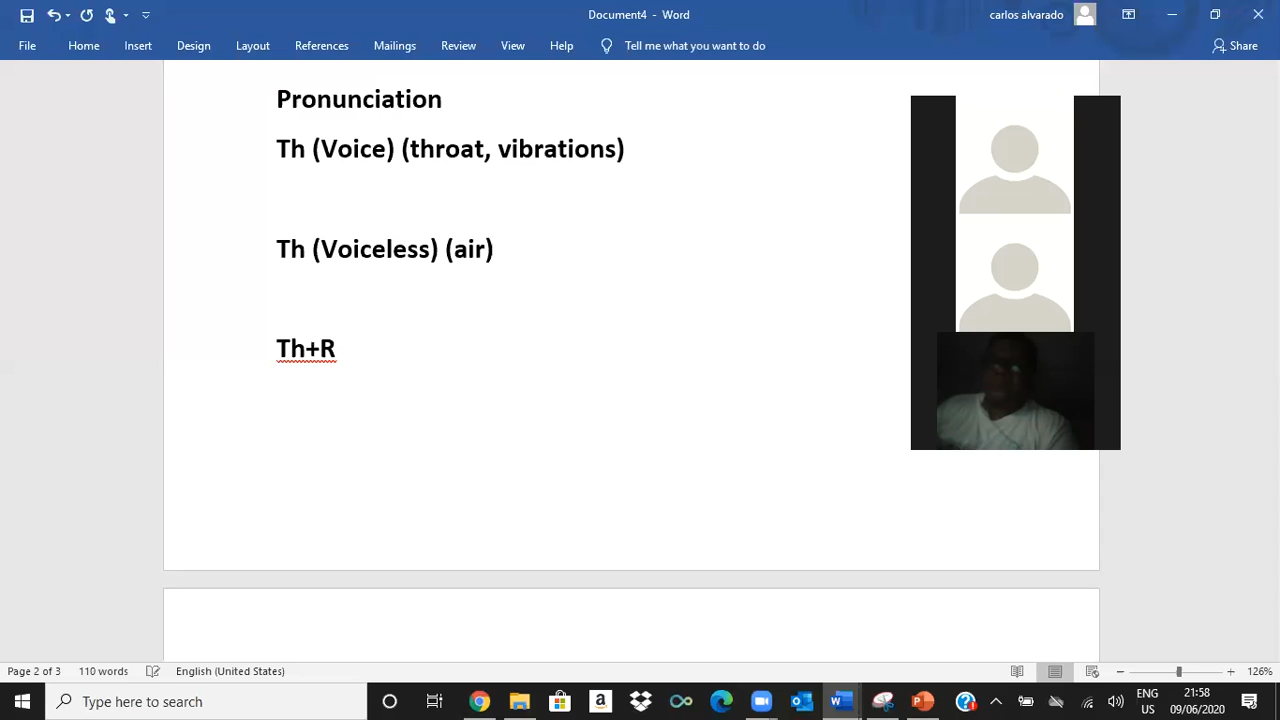 Document4 - Word
carlos alvarado
File Home Insert Design Layout References Mailings Review View Help Tell me what you want to do Share
Pronunciation
Th (Voice) (throat, vibrations)
Th (Voiceless) (air)
Th+R
Page 2 of 3 110 words English (United States) 126%
Type here to search
ENG 21:58
US 09/06/2020